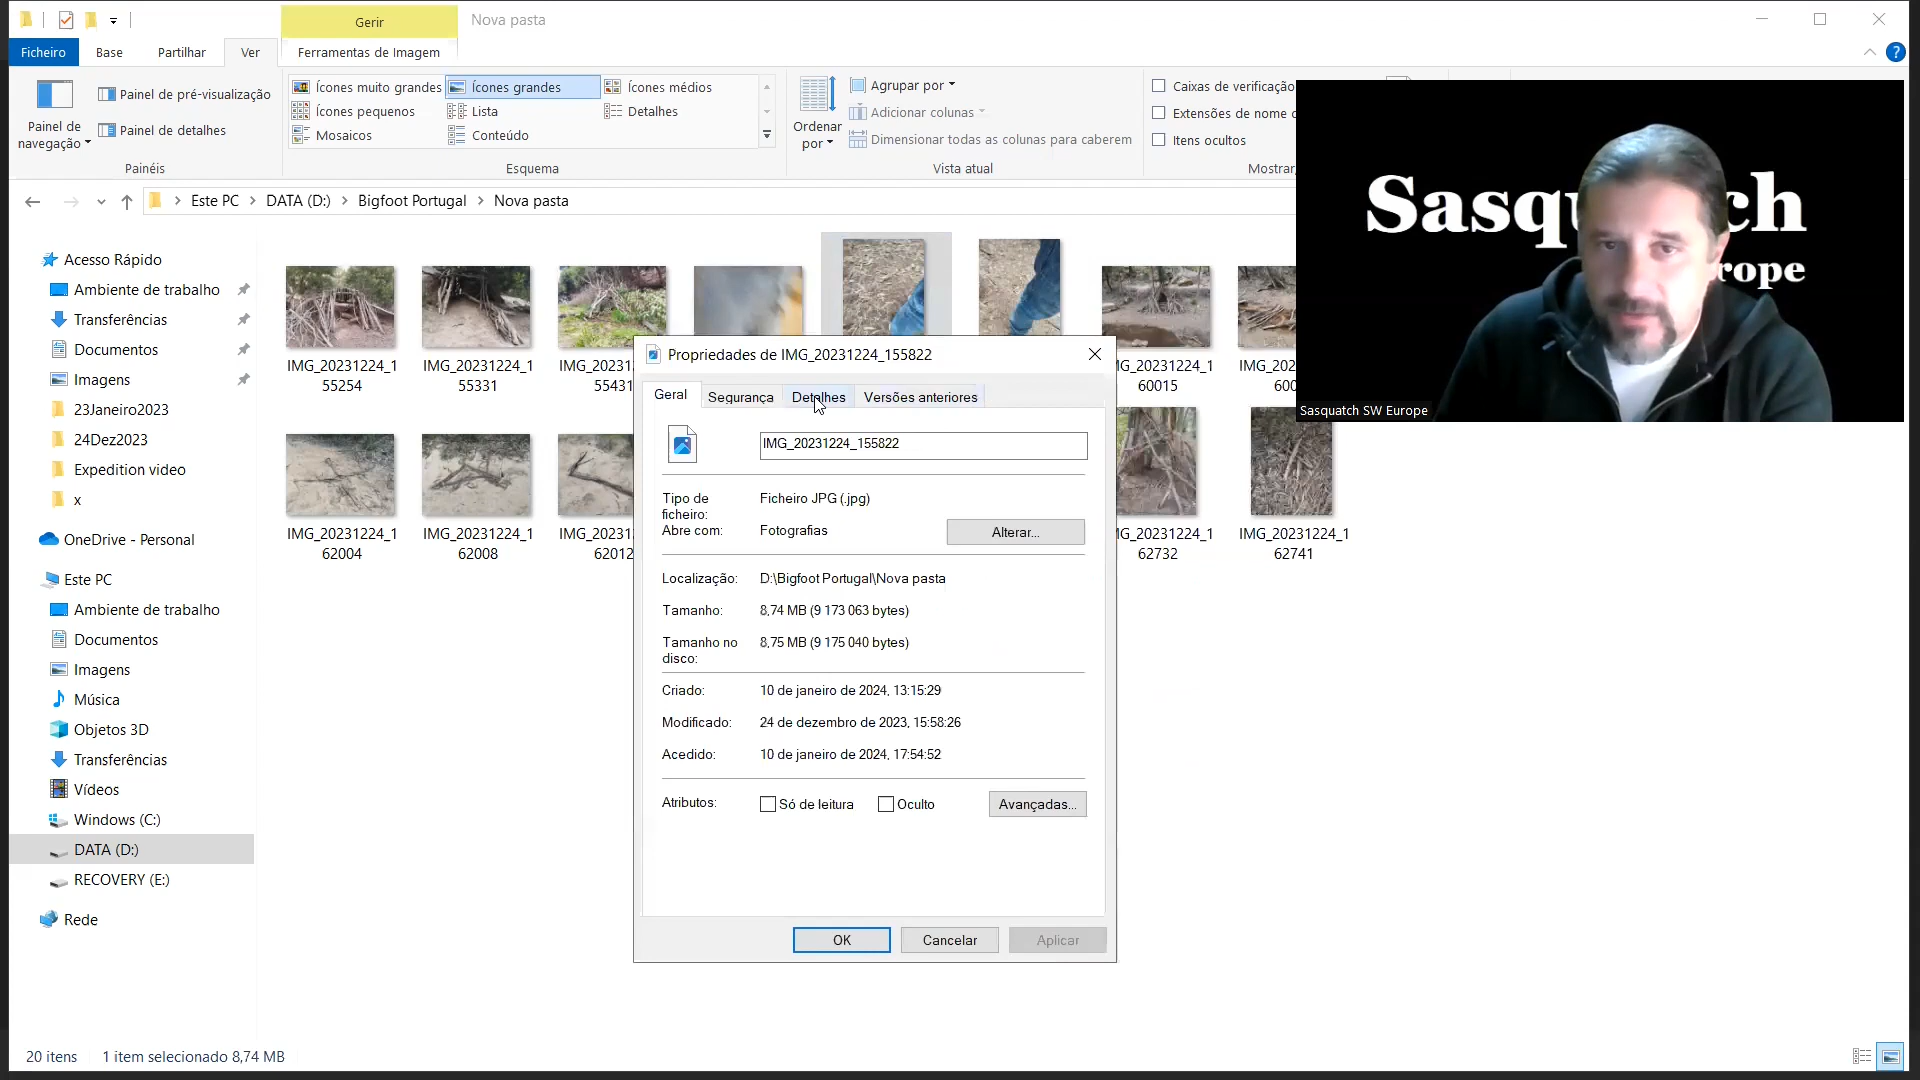 Gerir
Nova pasta
Ficheiro
Base
Partilhar
Ver
Ferramentas de Imagem
Painel de navegação
Painel de pré-visualização
Painel de detalhes
Painéis
Ícones muito grandes
Ícones grandes
Ícones médios
Ícones pequenos
Lista
Detalhes
Mosaicos
Conteúdo
Esquema
Ordenar por
Agrupar por
Adicionar colunas
Dimensionar todas as colunas para caberem
Vista atual
Caixas de verificação
Extensões de nome
Itens ocultos
Mostrar
Este PC
DATA (D:)
Bigfoot Portugal
Nova pasta
Sasq ch
rope
Sasquatch SW Europe
Acesso Rápido
Ambiente de trabalho
Transferências
Documentos
Imagens
23Janeiro2023
24Dez2023
Expedition video
x
OneDrive - Personal
Este PC
Ambiente de trabalho
Documentos
Imagens
Música
Objetos 3D
Transferências
Vídeos
Windows (C:)
DATA (D:)
RECOVERY (E:)
Rede
IMG_20231224_1
55254
IMG_20231224_1
55331
IMG_20231
55431
MG_20231224_1
60015
IMG_2023
600
IMG_20231224_1
62004
IMG_20231224_1
62008
IMG_20231
62012
MG_20231224_1
62732
IMG_20231224_1
62741
Propriedades de IMG_20231224_155822
Geral
Segurança
Detalhes
Versões anteriores
IMG_20231224_155822
Tipo de ficheiro:
Ficheiro JPG (.jpg)
Abre com:
Fotografias
Alterar...
Localização:
D:\Bigfoot Portugal\Nova pasta
Tamanho:
8,74 MB (9 173 063 bytes)
Tamanho no disco:
8,75 MB (9 175 040 bytes)
Criado:
10 de janeiro de 2024, 13:15:29
Modificado:
24 de dezembro de 2023, 15:58:26
Acedido:
10 de janeiro de 2024, 17:54:52
Atributos:
Só de leitura
Oculto
Avançadas...
OK
Cancelar
Aplicar
20 itens
1 item selecionado 8,74 MB